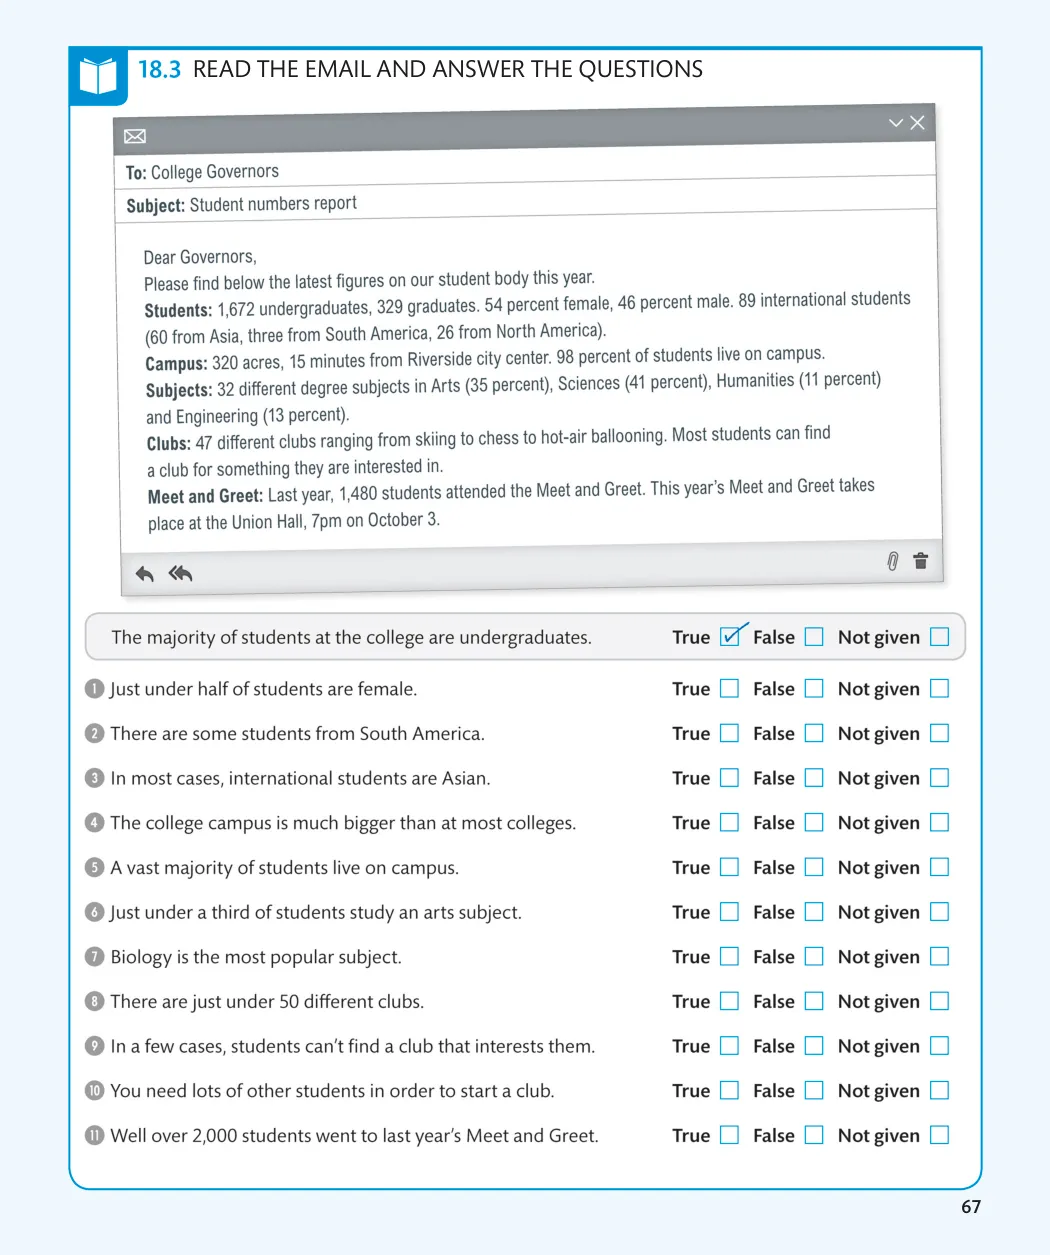 18.3 READ THE EMAIL AND ANSWER THE QUESTIONS
To: College Governors
Subject: Student numbers report
Dear Governors,
Please find below the latest figures on our student body this year.
Students: 1,672 undergraduates, 329 graduates. 54 percent female, 46 percent male. 89 international students
(60 from Asia, three from South America, 26 from North America).
Campus: 320 acres, 15 minutes from Riverside city center. 98 percent of students live on campus.
Subjects: 32 different degree subjects in Arts (35 percent), Sciences (41 percent), Humanities (11 percent)
and Engineering (13 percent).
Clubs: 47 different clubs ranging from skiing to chess to hot-air ballooning. Most students can find
a club for something they are interested in.
Meet and Greet: Last year, 1,480 students attended the Meet and Greet. This year’s Meet and Greet takes
place at the Union Hall, 7pm on October 3.
The majority of students at the college are undergraduates. True False Not given
1 Just under half of students are female. True False Not given
2 There are some students from South America. True False Not given
3 In most cases, international students are Asian. True False Not given
4 The college campus is much bigger than at most colleges. True False Not given
5 A vast majority of students live on campus. True False Not given
6 Just under a third of students study an arts subject. True False Not given
7 Biology is the most popular subject. True False Not given
8 There are just under 50 different clubs. True False Not given
9 In a few cases, students can’t find a club that interests them. True False Not given
10 You need lots of other students in order to start a club. True False Not given
11 Well over 2,000 students went to last year’s Meet and Greet. True False Not given
67